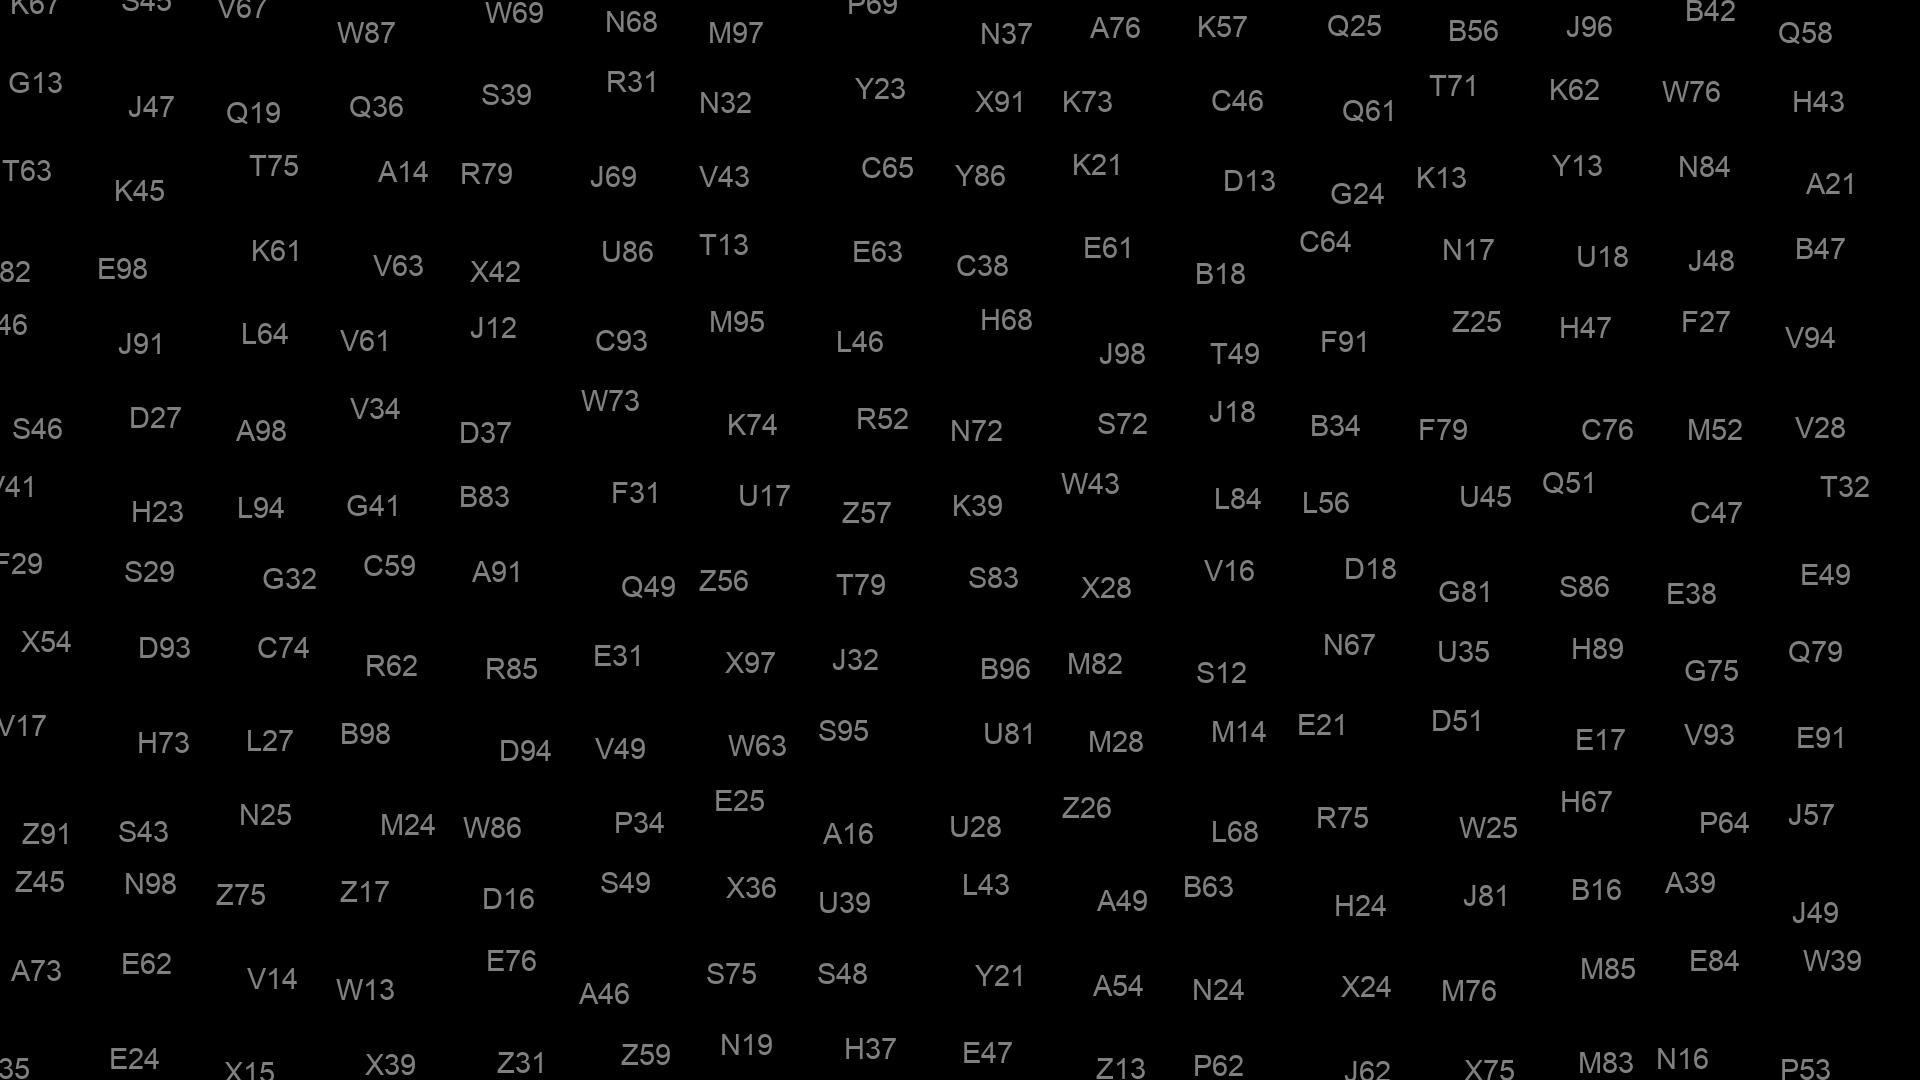 K67 S45 V67 W87 W69 N68 M97 P69 N37 A76 K57 Q25 B56 J96 B42 Q58
G13 J47 Q19 Q36 S39 R31 N32 Y23 X91 K73 C46 Q61 T71 K62 W76 H43
T63 K45 T75 A14 R79 J69 V43 C65 Y86 K21 D13 G24 K13 Y13 N84 A21
82 E98 K61 V63 X42 U86 T13 E63 C38 E61 B18 C64 N17 U18 J48 B47
46 J91 L64 V61 J12 C93 M95 L46 H68 J98 T49 F91 Z25 H47 F27 V94
S46 D27 A98 V34 D37 W73 K74 R52 N72 S72 J18 B34 F79 C76 M52 V28
V41 H23 L94 G41 B83 F31 U17 Z57 K39 W43 L84 L56 U45 Q51 C47 T32
F29 S29 G32 C59 A91 Q49 Z56 T79 S83 X28 V16 D18 G81 S86 E38 E49
X54 D93 C74 R62 R85 E31 X97 J32 B96 M82 S12 N67 U35 H89 G75 Q79
V17 H73 L27 B98 D94 V49 W63 S95 U81 M28 M14 E21 D51 E17 V93 E91
Z91 S43 N25 M24 W86 P34 E25 A16 U28 Z26 L68 R75 W25 H67 P64 J57
Z45 N98 Z75 Z17 D16 S49 X36 U39 L43 A49 B63 H24 J81 B16 A39 J49
A73 E62 V14 W13 E76 A46 S75 S48 Y21 A54 N24 X24 M76 M85 E84 W39
35 E24 X15 X39 Z31 Z59 N19 H37 E47 Z13 P62 J62 X75 M83 N16 P53